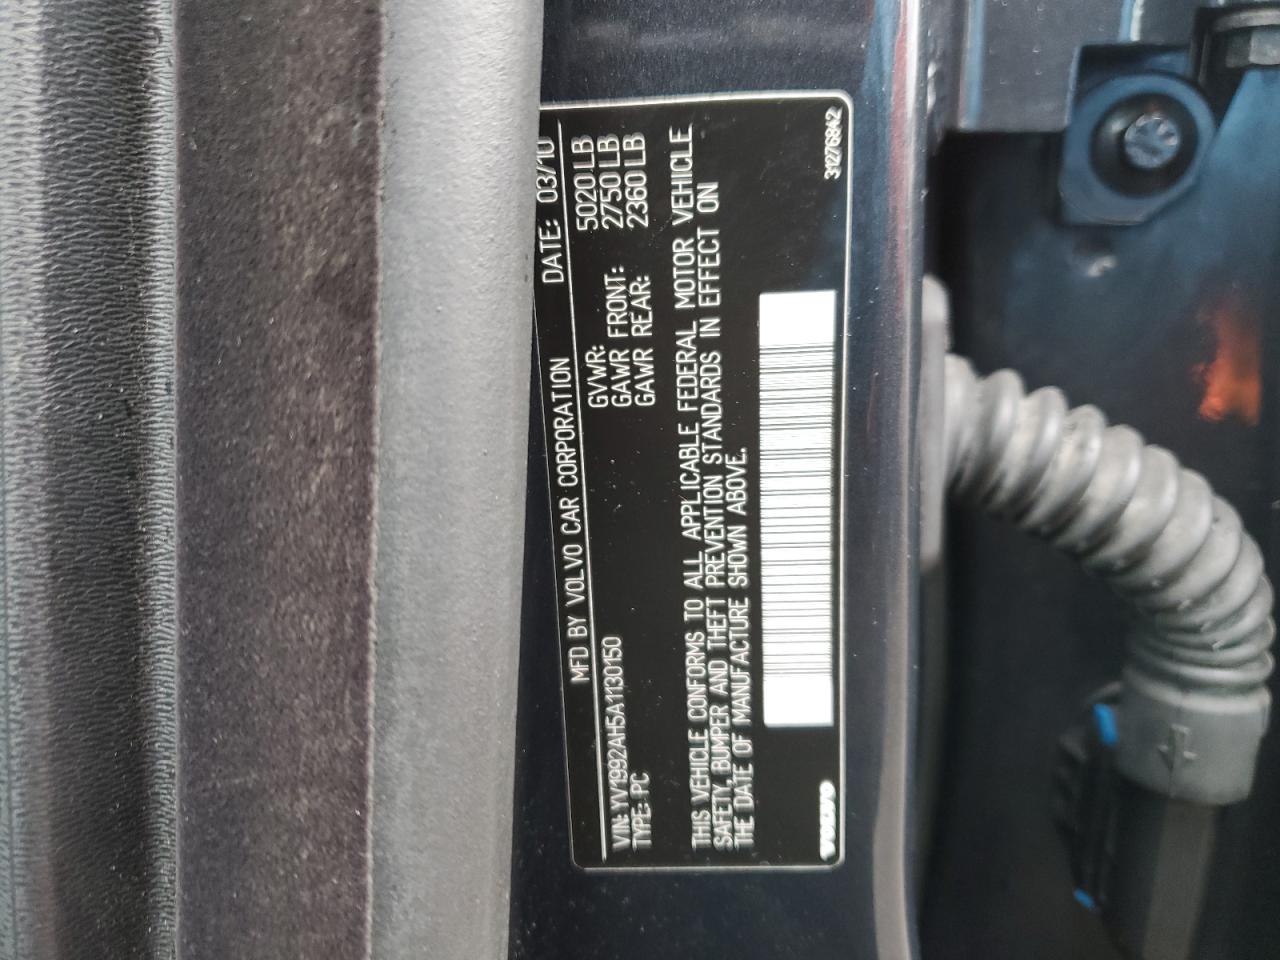 MFD BY VOLVO CAR CORPORATION DATE: 03/10
VIN: YV1992AH5A1130150
TYPE: PC
GVWR: 5020 LB
GAWR FRONT: 2750 LB
GAWR REAR: 2360 LB
THIS VEHICLE CONFORMS TO ALL APPLICABLE FEDERAL MOTOR VEHICLE
SAFETY, BUMPER AND THEFT PREVENTION STANDARDS IN EFFECT ON
THE DATE OF MANUFACTURE SHOWN ABOVE.
VOLVO 31276842